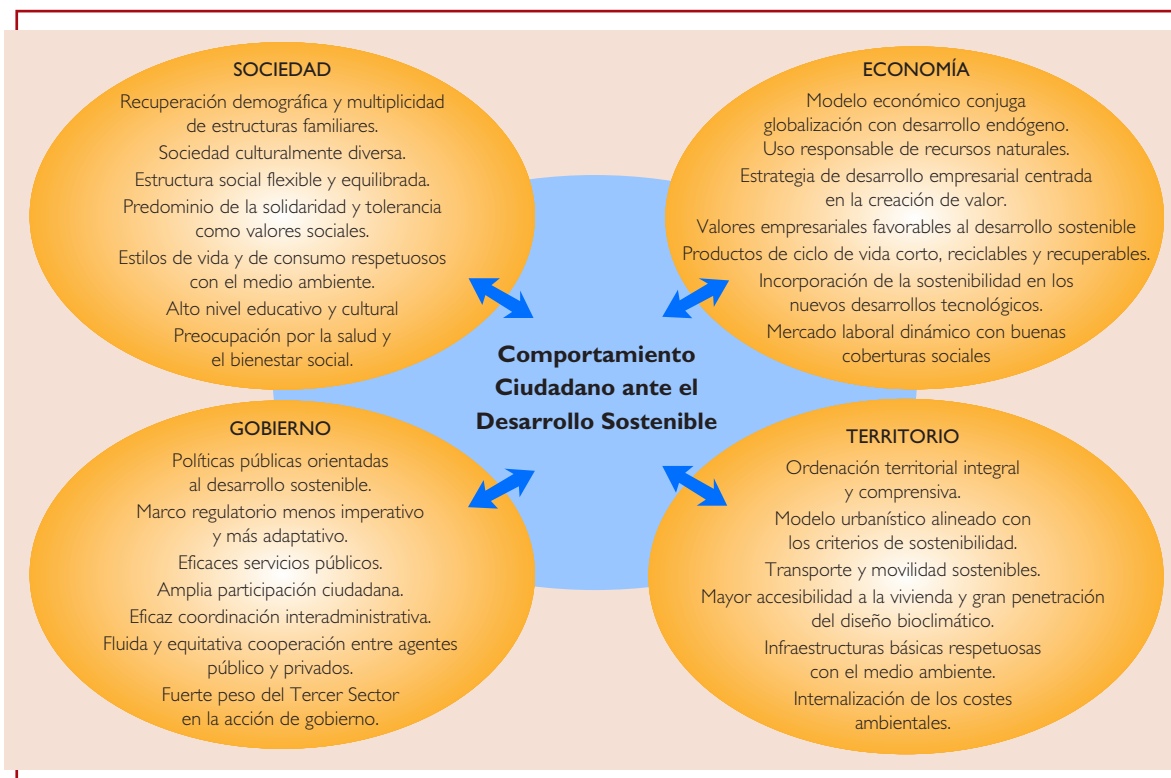 SOCIEDAD
Recuperación demográfica y multiplicidad
de estructuras familiares.
Sociedad culturalmente diversa.
Estructura social flexible y equilibrada.
Predominio de la solidaridad y tolerancia
como valores sociales.
Estilos de vida y de consumo respetuosos
con el medio ambiente.
Alto nivel educativo y cultural
Preocupación por la salud y
el bienestar social.
ECONOMÍA
Modelo económico conjuga
globalización con desarrollo endógeno.
Uso responsable de recursos naturales.
Estrategia de desarrollo empresarial centrada
en la creación de valor.
Valores empresariales favorables al desarrollo sostenible
Productos de ciclo de vida corto, reciclables y recuperables.
Incorporación de la sostenibilidad en los
nuevos desarrollos tecnológicos.
Mercado laboral dinámico con buenas
coberturas sociales
Comportamiento
Ciudadano ante el
Desarrollo Sostenible
GOBIERNO
Políticas públicas orientadas
al desarrollo sostenible.
Marco regulatorio menos imperativo
y más adaptativo.
Eficaces servicios públicos.
Amplia participación ciudadana.
Eficaz coordinación interadministrativa.
Fluida y equitativa cooperación entre agentes
público y privados.
Fuerte peso del Tercer Sector
en la acción de gobierno.
TERRITORIO
Ordenación territorial integral
y comprensiva.
Modelo urbanístico alineado con
los criterios de sostenibilidad.
Transporte y movilidad sostenibles.
Mayor accesibilidad a la vivienda y gran penetración
del diseño bioclimático.
Infraestructuras básicas respetuosas
con el medio ambiente.
Internalización de los costes
ambientales.